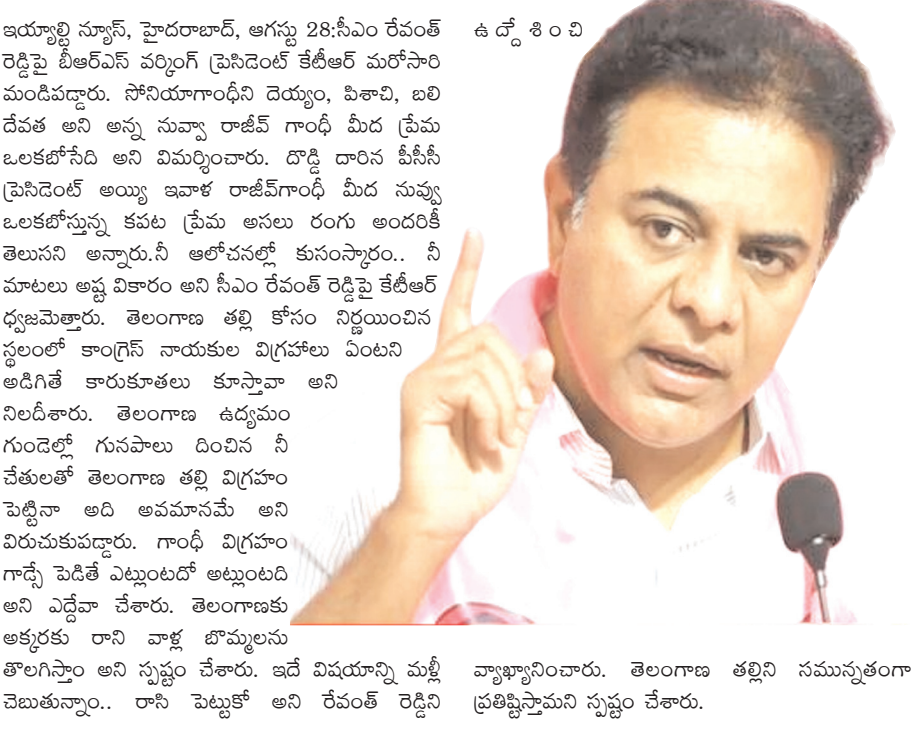 ఇయ్యాల్టి న్యూస్, హైదరాబాద్, ఆగస్టు 28:సీఎం రేవంత్
రెడ్డిపై బీఆర్ఎస్ వర్కింగ్ ప్రెసిడెంట్ కేటీఆర్ మరోసారి
మండిపడ్డారు. సోనియాగాంధీని దెయ్యం, పిశాచి, బలి
దేవత అని అన్న నువ్వా రాజీవ్ గాంధీ మీద ప్రేమ
ఒలకబోసేది అని విమర్శించారు. దొడ్డి దారిన పీసీసీ
ప్రెసిడెంట్ అయ్యి ఇవాళ రాజీవ్‌గాంధీ మీద నువ్వు
ఒలకబోస్తున్న కపట ప్రేమ అసలు రంగు అందరికీ
తెలుసని అన్నారు.నీ ఆలోచనల్లో కుసంస్కారం.. నీ
మాటలు అష్ట వికారం అని సీఎం రేవంత్ రెడ్డిపై కేటీఆర్
ధ్వజమెత్తారు. తెలంగాణ తల్లి కోసం నిర్ణయించిన
స్థలంలో కాంగ్రెస్ నాయకుల విగ్రహాలు ఏంటని
అడిగితే కారుకూతలు కూస్తావా అని
నిలదీశారు. తెలంగాణ ఉద్యమం
గుండెల్లో గునపాలు దించిన నీ
చేతులతో తెలంగాణ తల్లి విగ్రహం
పెట్టినా అది అవమానమే అని
విరుచుకుపడ్డారు. గాంధీ విగ్రహం
గాడ్సే పెడితే ఎట్లుంటదో అట్లుంటది
అని ఎద్దేవా చేశారు. తెలంగాణకు
అక్కరకు రాని వాళ్ల బొమ్మలను
తొలగిస్తాం అని స్పష్టం చేశారు. ఇదే విషయాన్ని మళ్లీ
చెబుతున్నాం.. రాసి పెట్టుకో అని రేవంత్ రెడ్డిని
ఉద్దేశించి
వ్యాఖ్యానించారు. తెలంగాణ తల్లిని సమున్నతంగా
ప్రతిష్టిస్తామని స్పష్టం చేశారు.